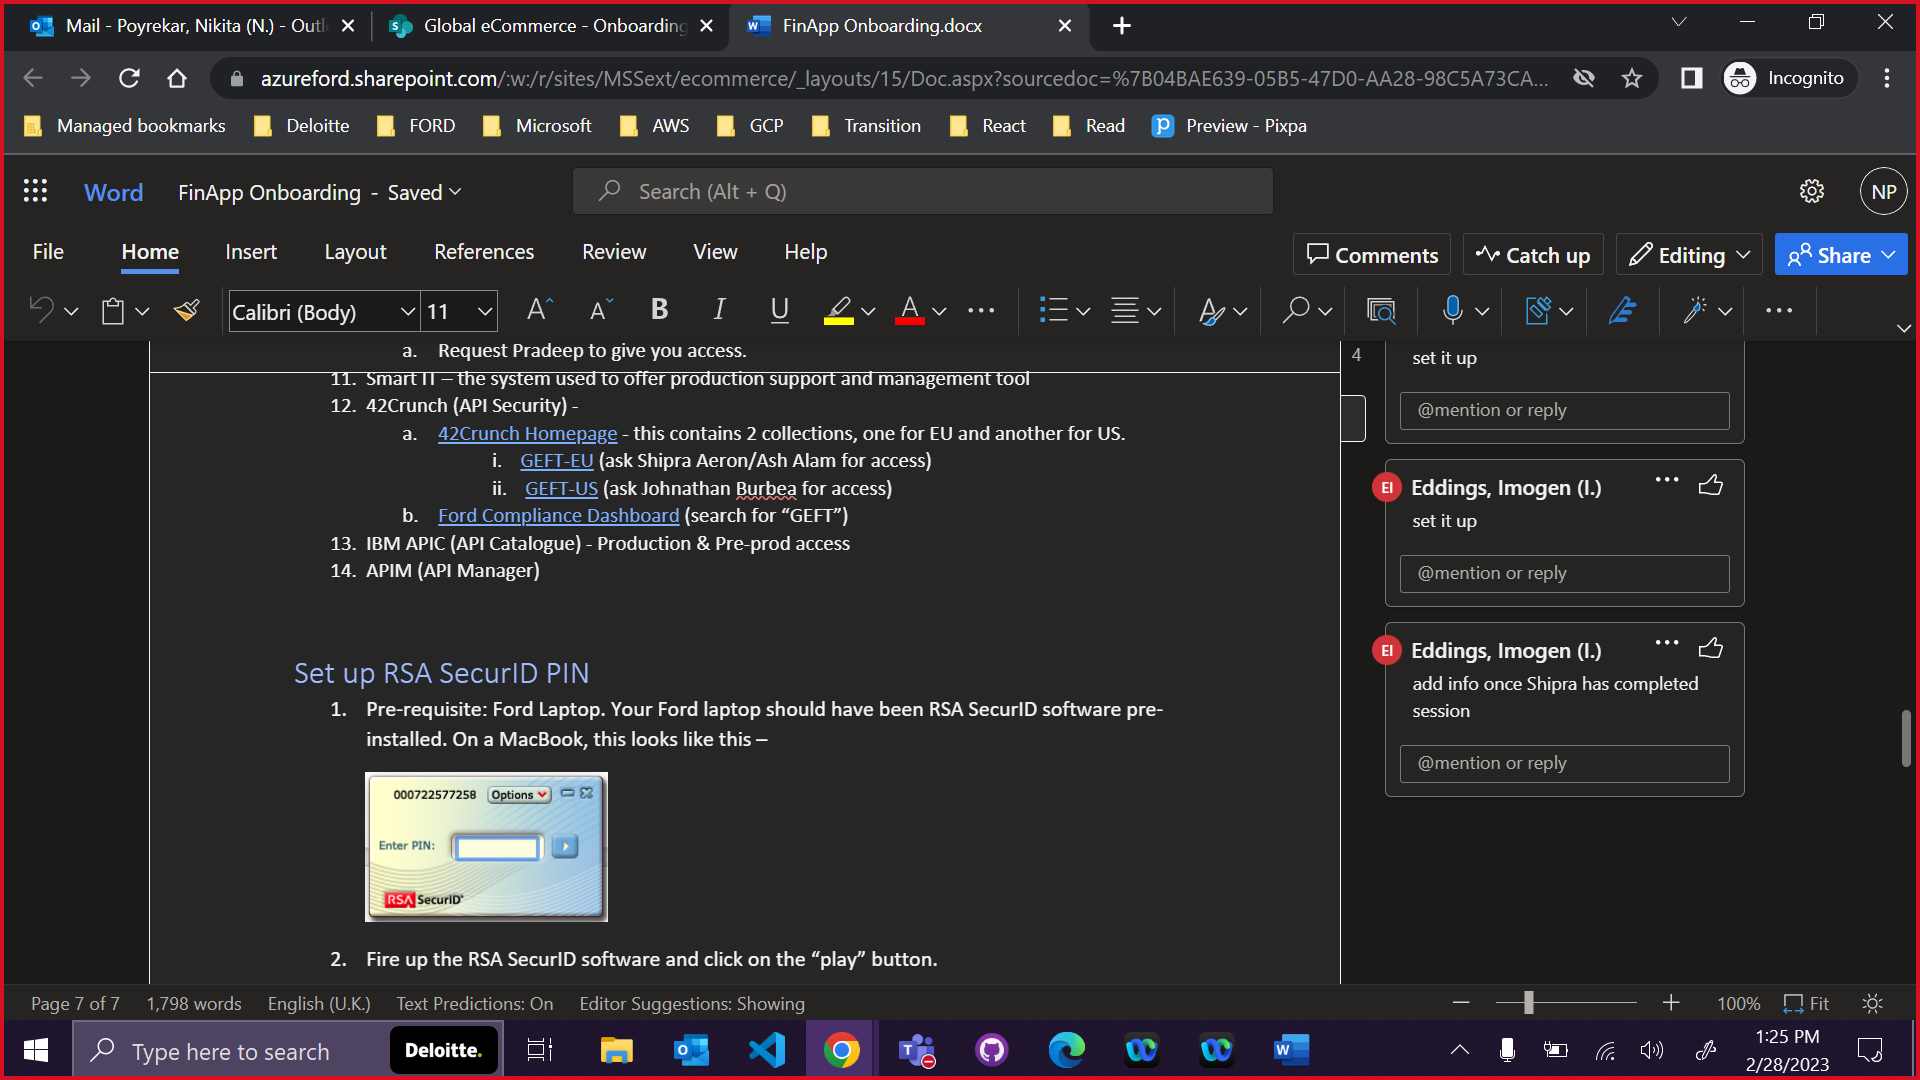 Mail - Poyrekar, Nikita (N.) - Outl
Global eCommerce - Onboarding
FinApp Onboarding.docx
azureford.sharepoint.com/:w:/r/sites/MSSext/ecommerce/_layouts/15/Doc.aspx?sourcedoc=%7B04BAE639-05B5-47D0-AA28-98C5A73CA...
Incognito
Managed bookmarks
Deloitte
FORD
Microsoft
AWS
GCP
Transition
React
Read
Preview - Pixpa
Word
FinApp Onboarding - Saved
Search (Alt + Q)
NP
File
Home
Insert
Layout
References
Review
View
Help
Comments
Catch up
Editing
Share
Calibri (Body)
11
a. Request Pradeep to give you access.
11. Smart IT – the system used to offer production support and management tool
12. 42Crunch (API Security) -
a. 42Crunch Homepage - this contains 2 collections, one for EU and another for US.
i. GEFT-EU (ask Shipra Aeron/Ash Alam for access)
ii. GEFT-US (ask Johnathan Burbea for access)
b. Ford Compliance Dashboard (search for “GEFT”)
13. IBM APIC (API Catalogue) - Production & Pre-prod access
14. APIM (API Manager)
Set up RSA SecurID PIN
1. Pre-requisite: Ford Laptop. Your Ford laptop should have been RSA SecurID software pre-
installed. On a MacBook, this looks like this –
000722577258 Options
Enter PIN:
RSA SecurID
2. Fire up the RSA SecurID software and click on the “play” button.
4
set it up
@mention or reply
EI Eddings, Imogen (I.)
set it up
@mention or reply
EI Eddings, Imogen (I.)
add info once Shipra has completed
session
@mention or reply
Page 7 of 7
1,798 words
English (U.K.)
Text Predictions: On
Editor Suggestions: Showing
100%
Fit
Type here to search
Deloitte.
1:25 PM
2/28/2023